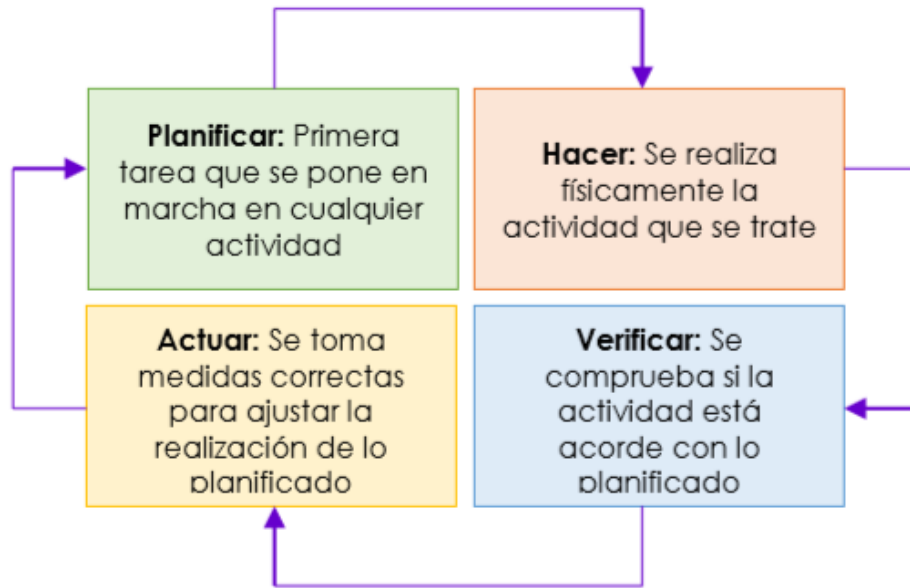 Planificar: Primera
tarea que se pone en
marcha en cualquier
actividad
Hacer: Se realiza
físicamente la
actividad que se trate
Actuar: Se toma
medidas correctas
para ajustar la
realización de lo
planificado
Verificar: Se
comprueba si la
actividad está
acorde con lo
planificado